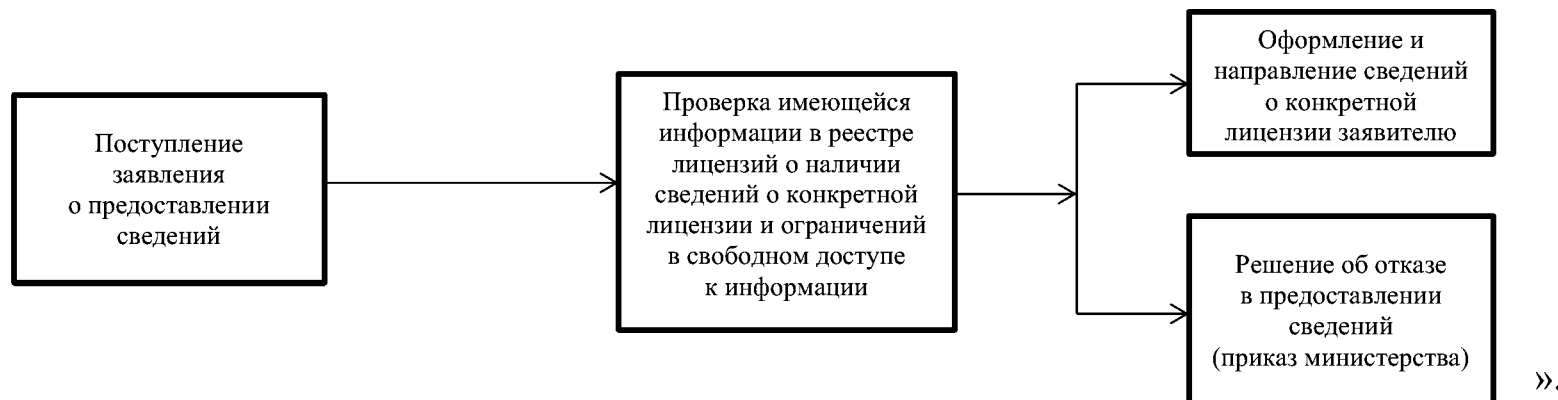 Поступление
заявления
о предоставлении
сведений
Проверка имеющейся
информации в реестре
лицензий о наличии
сведений о конкретной
лицензии и ограничений
в свободном доступе
к информации
Оформление и
направление сведений
о конкретной
лицензии заявителю
Решение об отказе
в предоставлении
сведений
(приказ министерства)
».